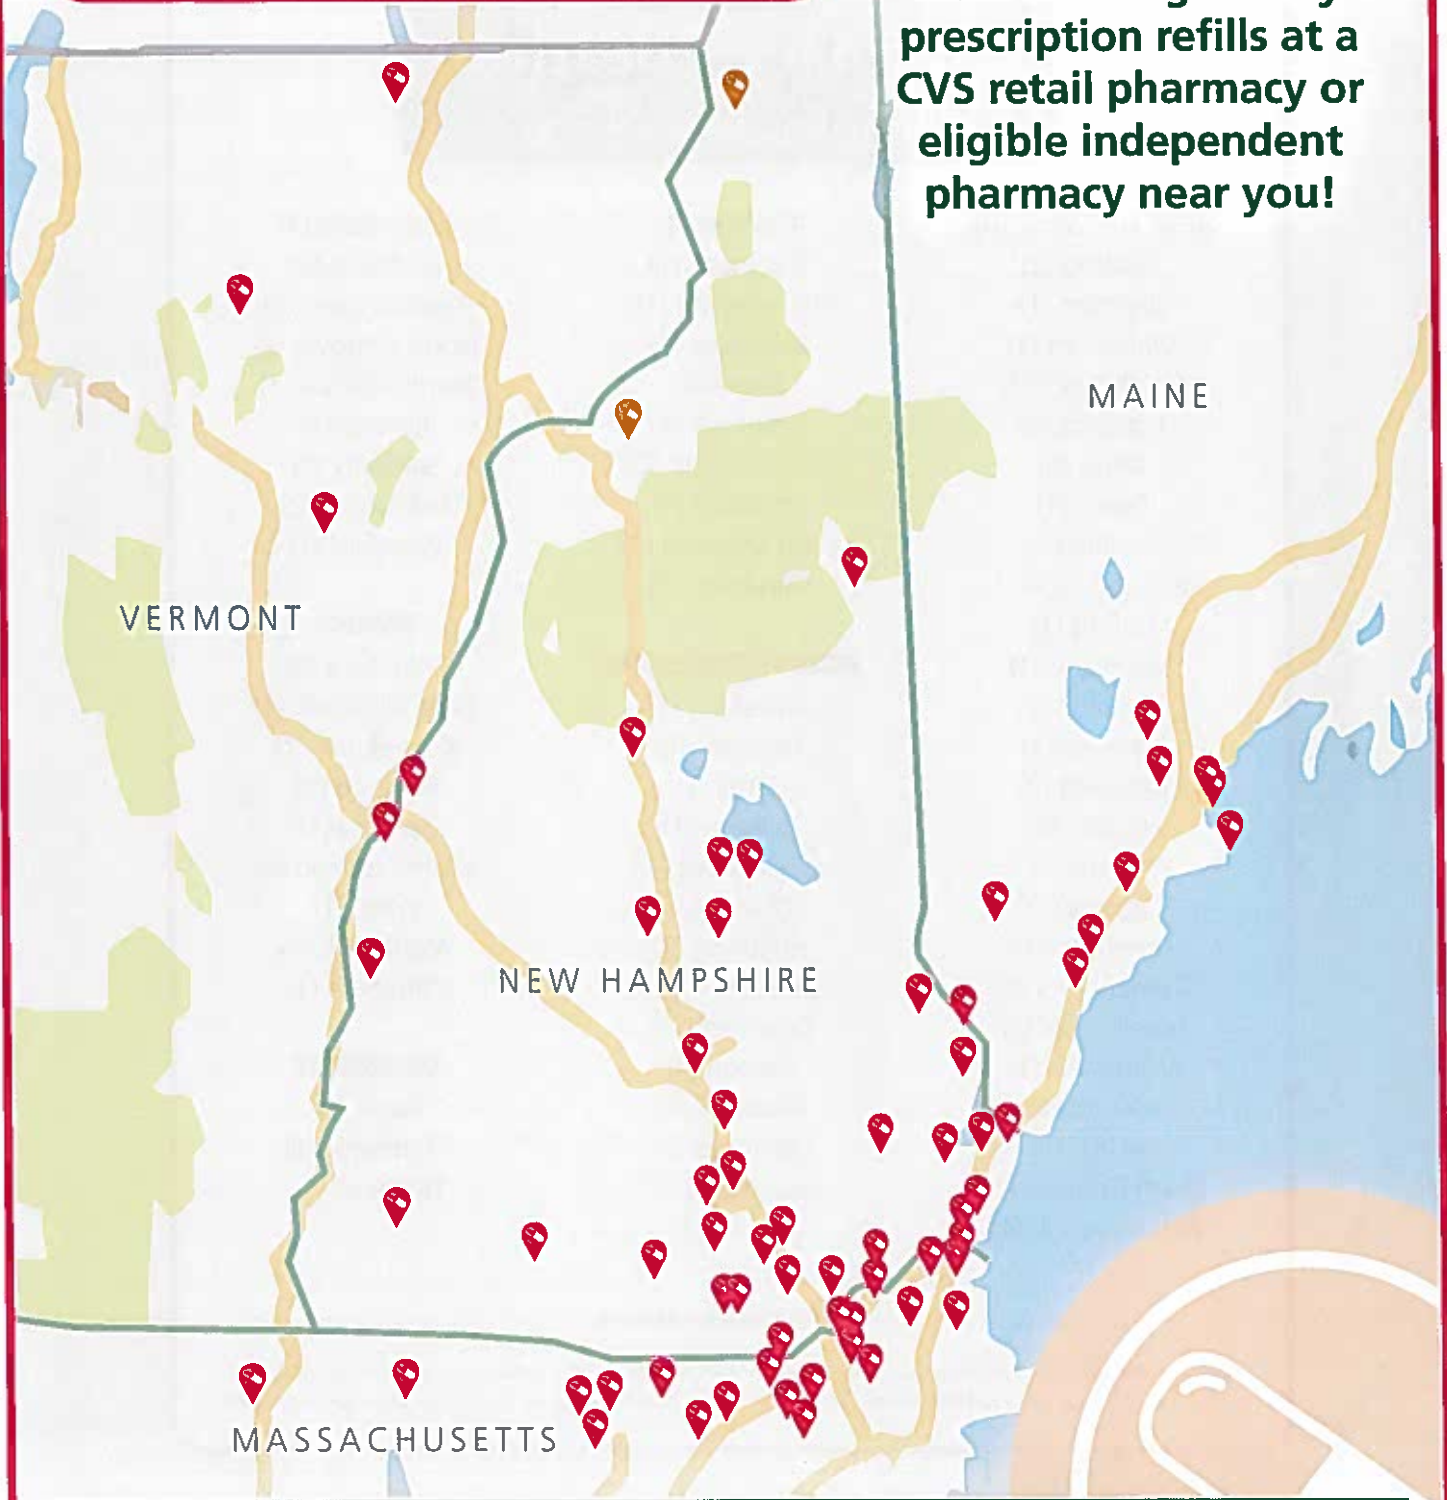 prescription refills at a
CVS retail pharmacy or
eligible independent
pharmacy near you!
MAINE
VERMONT
NEW HAMPSHIRE
MASSACHUSETTS